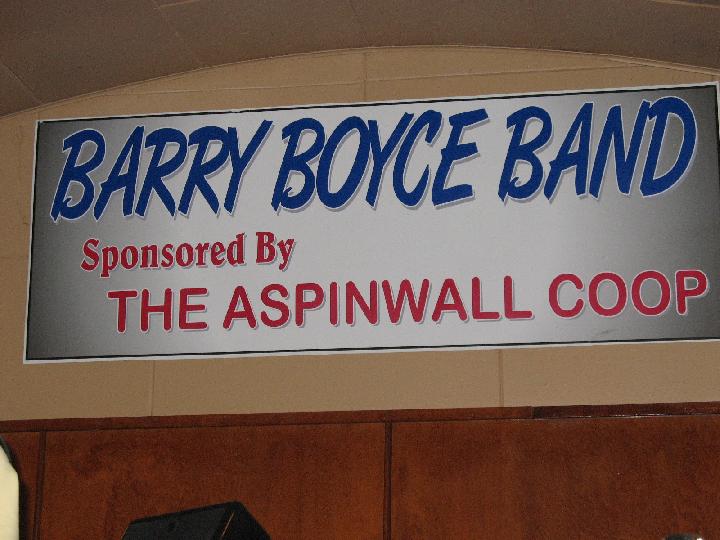 BARRY BOYCE BAND
Sponsored By
THE ASPINWALL COOP